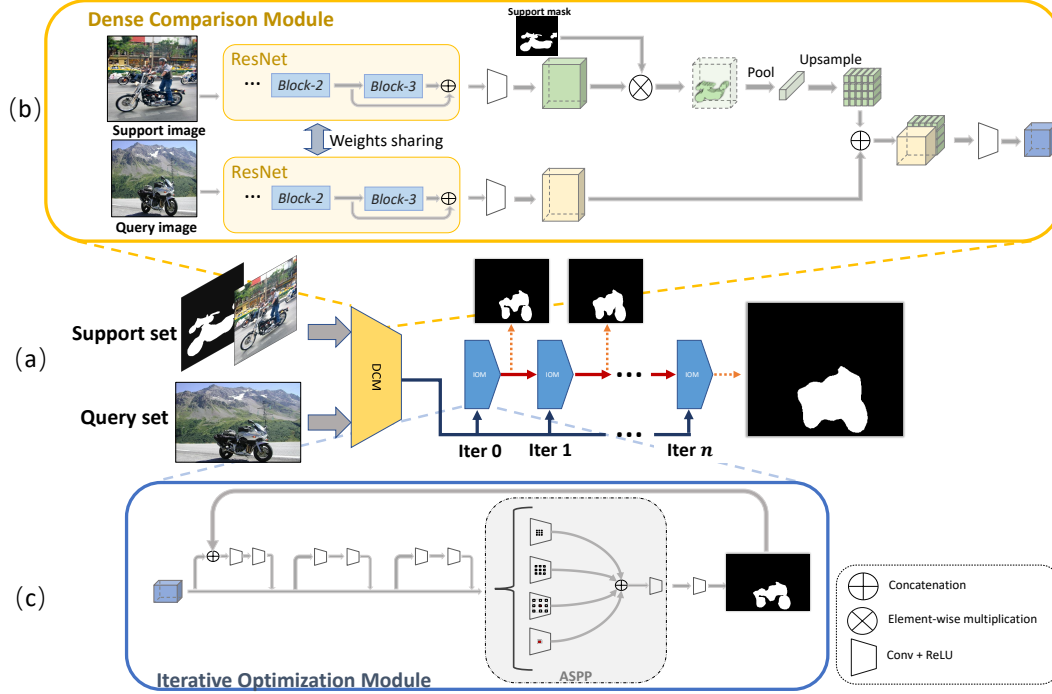 Dense Comparison Module
Support mask
ResNet
... Block-2
Block-3
Pool
Upsample
(b)
Support image
Weights sharing
ResNet
... Block-2
Block-3
Query image
Support set
(a)
DCM
IOM
IOM
...
IOM
Query set
...
Iter 0
Iter 1
Iter n
(c)
ASPP
Iterative Optimization Module
Concatenation
Element-wise multiplication
Conv + ReLU